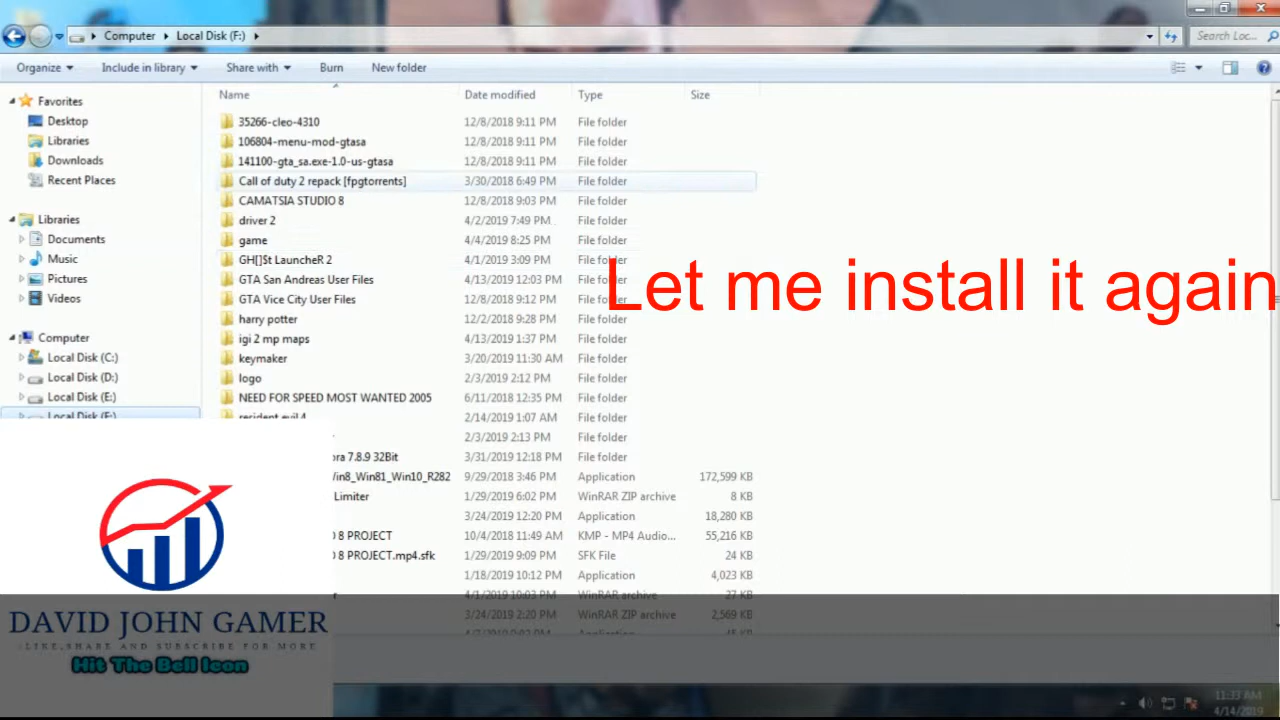 Computer Local Disk (F:)
Search Loc...
Organize Include in library Share with Burn New folder
Name Date modified Type Size
Favorites
Desktop
Libraries
Downloads
Recent Places
Libraries
Documents
Music
Pictures
Videos
Computer
Local Disk (C:)
Local Disk (D:)
Local Disk (E:)
Local Disk (F:)
35266-cleo-4310 12/8/2018 9:11 PM File folder
106804-menu-mod-gtasa 12/8/2018 9:11 PM File folder
141100-gta_sa.exe-1.0-us-gtasa 12/8/2018 9:11 PM File folder
Call of duty 2 repack [fpgtorrents] 3/30/2018 6:49 PM File folder
CAMATSIA STUDIO 8 12/8/2018 9:03 PM File folder
driver 2 4/2/2019 7:49 PM File folder
game 4/4/2019 8:25 PM File folder
GH[]$t LauncheR 2 4/1/2019 3:09 PM File folder
GTA San Andreas User Files 4/13/2019 12:03 PM File folder
GTA Vice City User Files 12/8/2018 9:12 PM File folder
harry potter 12/2/2018 9:28 PM File folder
igi 2 mp maps 4/13/2019 1:37 PM File folder
keymaker 3/20/2019 11:30 AM File folder
logo 2/3/2019 2:12 PM File folder
NEED FOR SPEED MOST WANTED 2005 6/11/2018 12:35 PM File folder
resident evil 4 2/14/2019 1:07 AM File folder
2/3/2019 2:13 PM File folder
ora 7.8.9 32Bit 3/31/2019 12:18 PM File folder
Win8_Win81_Win10_R282 9/29/2018 3:46 PM Application 172,599 KB
Limiter 1/29/2019 6:02 PM WinRAR ZIP archive 8 KB
3/24/2019 12:20 PM Application 18,280 KB
8 PROJECT 10/4/2018 11:49 AM KMP - MP4 Audio... 55,216 KB
8 PROJECT.mp4.sfk 1/29/2019 9:09 PM SFK File 24 KB
1/18/2019 10:12 PM Application 4,023 KB
4/1/2019 10:03 PM WinRAR archive 27 KB
3/24/2019 2:20 PM WinRAR ZIP archive 2,569 KB
Application
Let me install it again
DAVID JOHN GAMER
LIKE,SHARE AND SUBSCRIBE FOR MORE
Hit The Bell Icon
11:33 AM
4/14/2019